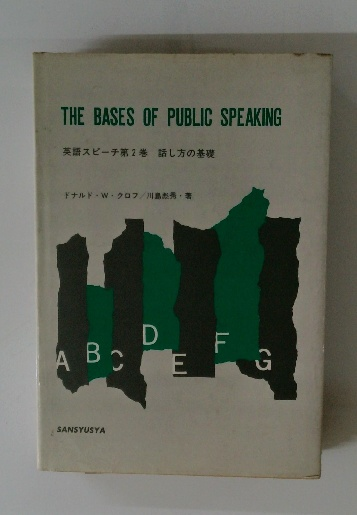 THE BASES OF PUBLIC SPEAKING
英語スピーチ第2巻 話し方の基礎
ドナルド・W・クロフ/川島彪秀・著
A B C D E F G
SANSYUSYA